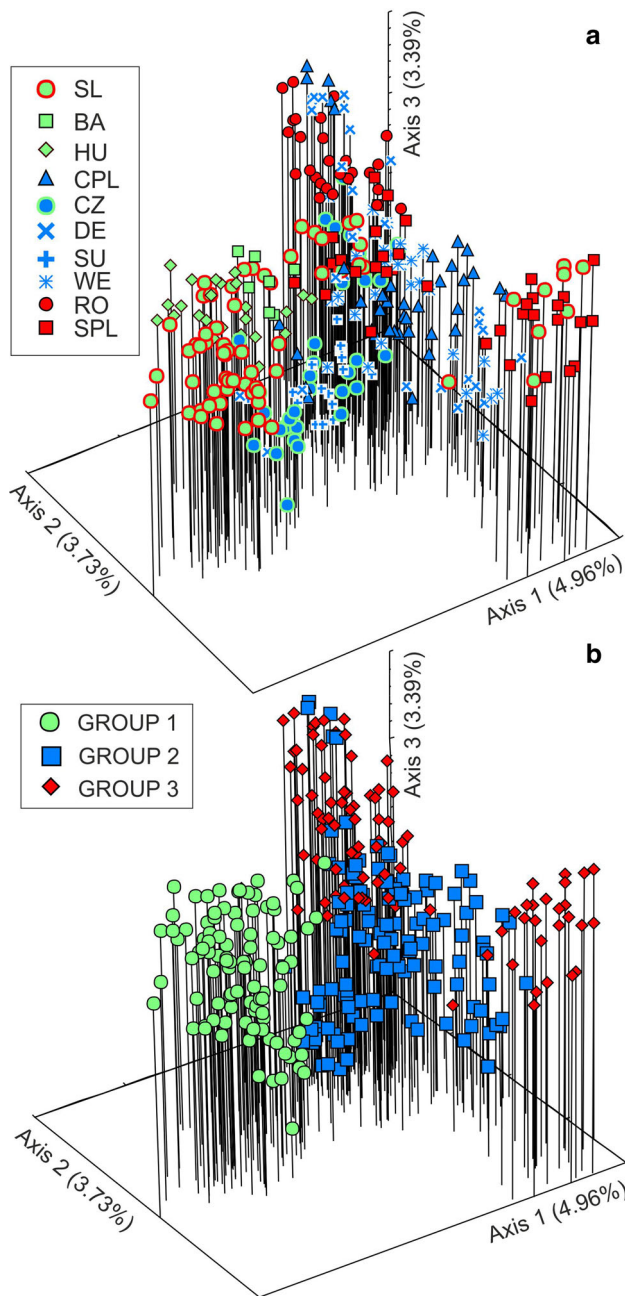 a
SL
BA
HU
CPL
CZ
DE
SU
WE
RO
SPL
Axis 3 (3.39%)
Axis 2 (3.73%)
Axis 1 (4.96%)
b
GROUP 1
GROUP 2
GROUP 3
Axis 3 (3.39%)
Axis 2 (3.73%)
Axis 1 (4.96%)